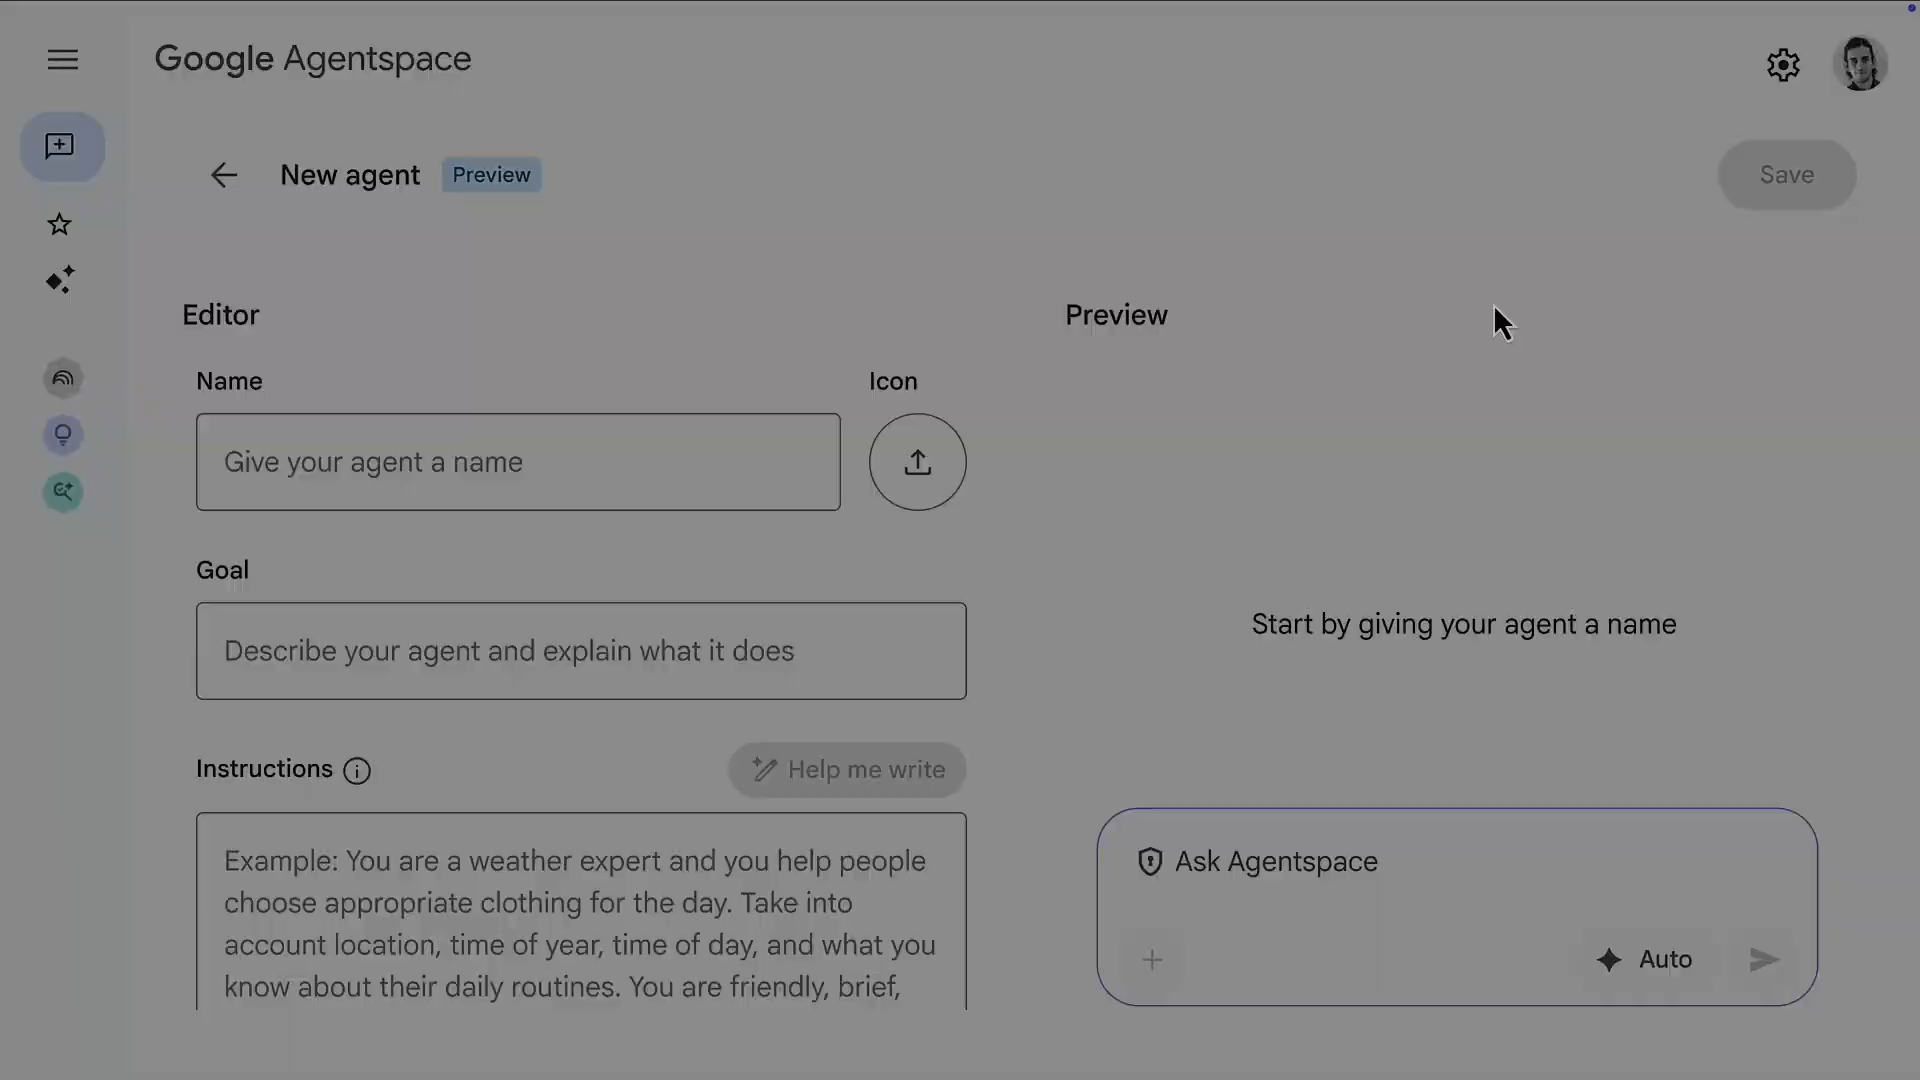 Google Agentspace
New agent
Preview
Save
Editor
Preview
Name
Icon
Give your agent a name
Goal
Describe your agent and explain what it does
Start by giving your agent a name
Instructions
Help me write
Example: You are a weather expert and you help people
choose appropriate clothing for the day. Take into
account location, time of year, time of day, and what you
know about their daily routines. You are friendly, brief,
Ask Agentspace
Auto